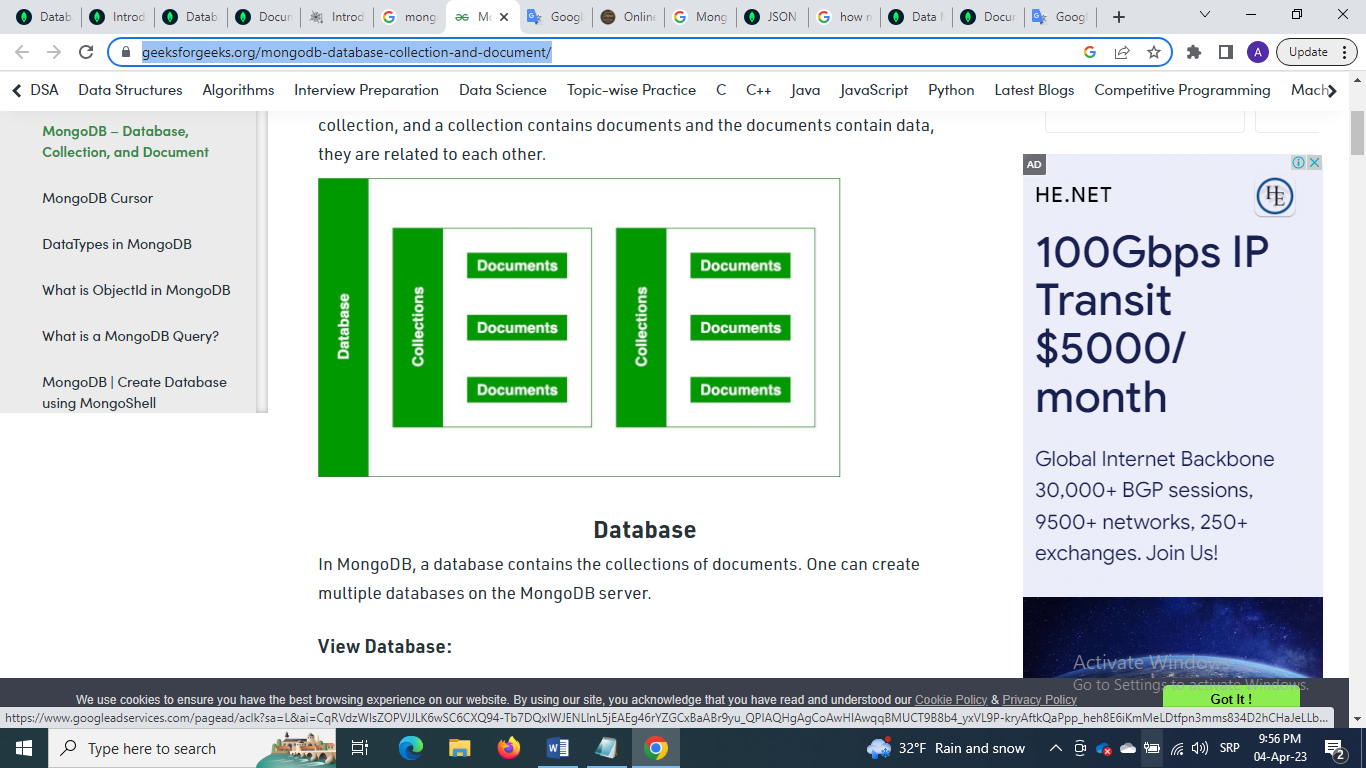 Datab
Introd
Datab
Docun
Introd
mong
Mo
Googl
Online
Mong
JSON
how n
Data M
Docun
Googl
geeksforgeeks.org/mongodb-database-collection-and-document/
A
Update
DSA Data Structures Algorithms Interview Preparation Data Science Topic-wise Practice C C++ Java JavaScript Python Latest Blogs Competitive Programming Mach
MongoDB – Database,
Collection, and Document
MongoDB Cursor
DataTypes in MongoDB
What is ObjectId in MongoDB
What is a MongoDB Query?
MongoDB | Create Database
using MongoShell
collection, and a collection contains documents and the documents contain data,
they are related to each other.
Database
Collections
Documents
Documents
Documents
Collections
Documents
Documents
Documents
Database
In MongoDB, a database contains the collections of documents. One can create
multiple databases on the MongoDB server.
View Database:
AD
HE.NET
HE
100Gbps IP
Transit
$5000/
month
Global Internet Backbone
30,000+ BGP sessions,
9500+ networks, 250+
exchanges. Join Us!
Activate Windows
Go to Settings to activate Windows.
We use cookies to ensure you have the best browsing experience on our website. By using our site, you acknowledge that you have read and understood our Cookie Policy & Privacy Policy
Got It !
Type here to search
32°F Rain and snow
SRP
9:56 PM
04-Apr-23
2